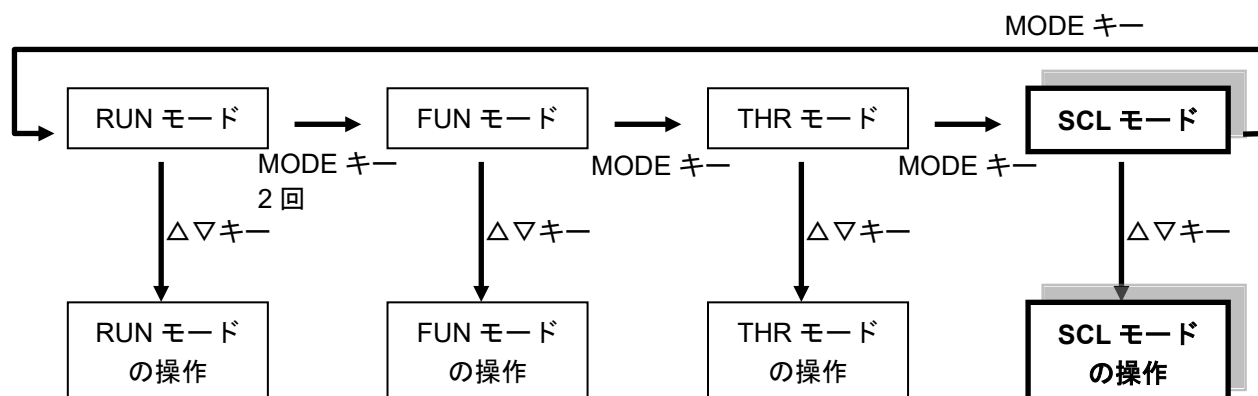 MODE キー
RUN モード
FUN モード
THR モード
SCL モード
MODE キー
2 回
MODE キー
MODE キー
△▽キー
△▽キー
△▽キー
△▽キー
RUN モード
の操作
FUN モード
の操作
THR モード
の操作
SCL モード
の操作